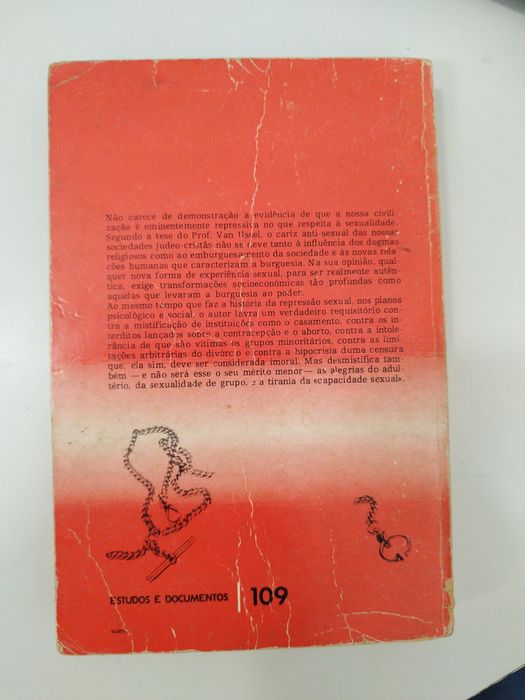 Não carece de demonstração a evidência de que a nossa civili-
zação é eminentemente repressiva no que respeita à sexualidade.
Segundo a tese do Prof. Van Ussel, o cariz anti sexual das nossas
sociedades judeo-cristãs não se deve tanto à influência dos dogmas
religiosos como ao emburguesamento da sociedade e às novas rela-
ções humanas que caracterizam a burguesia. Na sua opinião, qual-
quer nova forma de experiência sexual, para ser realmente autên-
tica, exige transformações socioeconómicas tão profundas como
aquelas que levaram a burguesia ao poder.
Ao mesmo tempo que faz a história da repressão sexual, nos planos
psicológico e social, o autor lavra um verdadeiro requisitório con-
tra a mistificação de instituições como o casamento, contra os in-
terditos lançados sobre a contracepção e o aborto, contra a intole-
rância de que são vítimas os grupos minoritários, contra as limi-
tações arbitrárias do divórcio e contra a hipocrisia duma censura
que, ela sim, deve ser considerada imoral. Mas desmistifica tam-
bém — e não será esse o seu mérito menor — as alegrias do adul-
tério, da sexualidade de grupo, e a tirania da «capacidade sexual».
ESTUDOS E DOCUMENTOS | 109